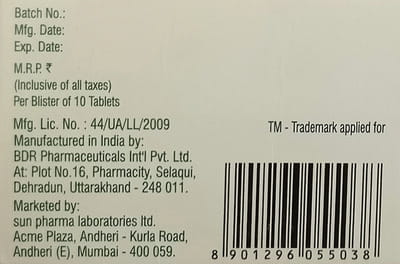 Batch No.:
Mfg. Date:
Exp. Date:
M.R.P. ₹
(Inclusive of all taxes)
Per Blister of 10 Tablets
Mfg. Lic. No. : 44/UA/LL/2009
Manufactured in India by:
BDR Pharmaceuticals Int'l Pvt. Ltd.
At: Plot No.16, Pharmacity, Selaqui,
Dehradun, Uttarakhand - 248 011.
Marketed by:
sun pharma laboratories ltd.
Acme Plaza, Andheri - Kurla Road,
Andheri (E), Mumbai - 400 059.
TM - Trademark applied for
8 901296 055038